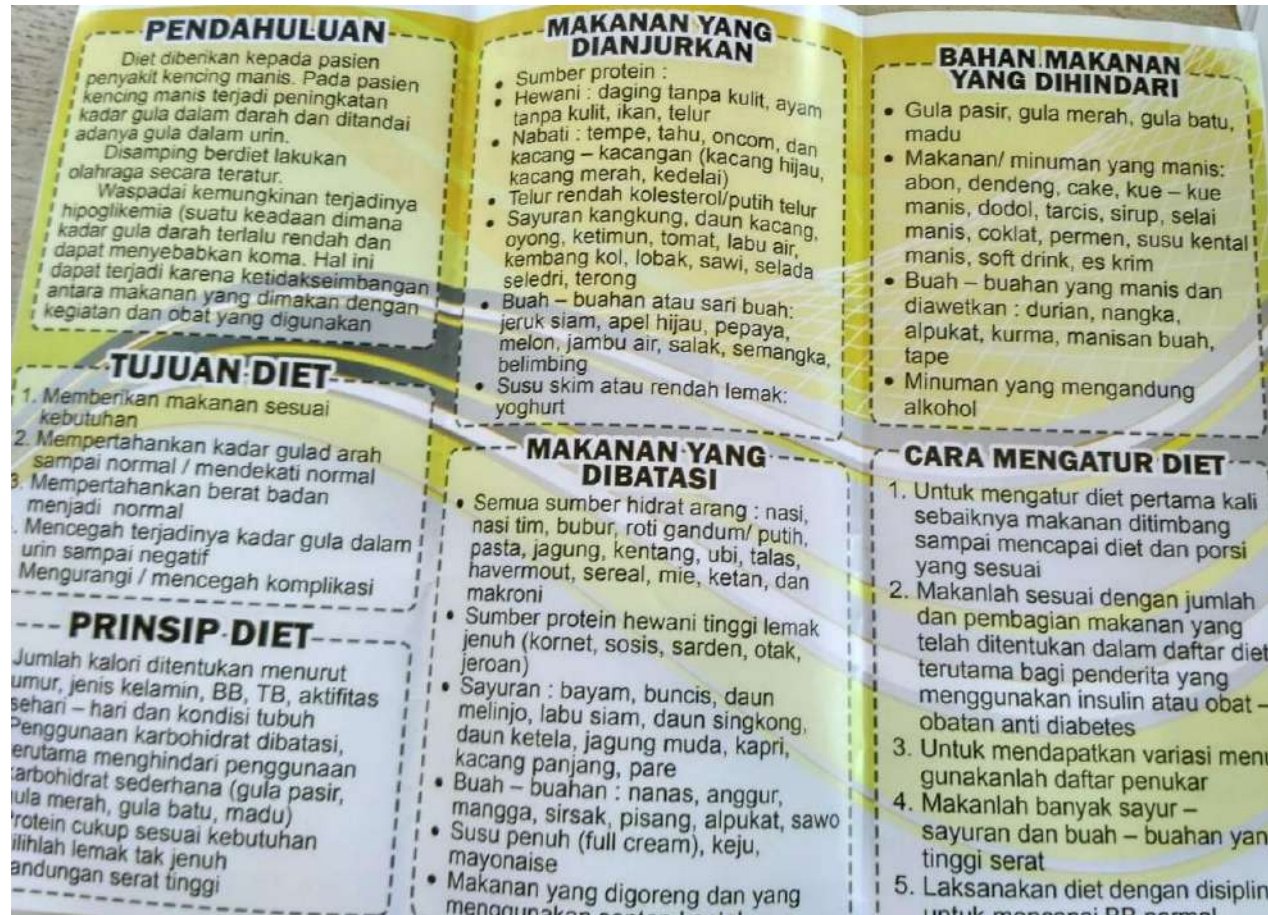 PENDAHULUAN
Diet diberikan kepada pasien
penyakit kencing manis. Pada pasien
kencing manis terjadi peningkatan
kadar gula dalam darah dan ditandai
adanya gula dalam urin.
Disamping berdiet lakukan
olahraga secara teratur.
Waspadai kemungkinan terjadinya
hipoglikemia (suatu keadaan dimana
kadar gula darah terlalu rendah dan
dapat menyebabkan koma. Hal ini
dapat terjadi karena ketidakseimbangan
antara makanan yang dimakan dengan
kegiatan dan obat yang digunakan
TUJUAN DIET
1. Memberikan makanan sesuai
kebutuhan
2. Mempertahankan kadar gulad arah
sampai normal / mendekati normal
3. Mempertahankan berat badan
menjadi normal
. Mencegah terjadinya kadar gula dalam
urin sampai negatif
Mengurangi / mencegah komplikasi
PRINSIP DIET
Jumlah kalori ditentukan menurut
umur, jenis kelamin, BB, TB, aktifitas
sehari – hari dan kondisi tubuh
Penggunaan karbohidrat dibatasi,
terutama menghindari penggunaan
karbohidrat sederhana (gula pasir,
gula merah, gula batu, madu)
Protein cukup sesuai kebutuhan
Pilihlah lemak tak jenuh
Kandungan serat tinggi
MAKANAN YANG
DIANJURKAN
• Sumber protein :
• Hewani : daging tanpa kulit, ayam
tanpa kulit, ikan, telur
• Nabati : tempe, tahu, oncom, dan
kacang – kacangan (kacang hijau,
kacang merah, kedelai)
• Telur rendah kolesterol/putih telur
• Sayuran kangkung, daun kacang,
oyong, ketimun, tomat, labu air,
kembang kol, lobak, sawi, selada
seledri, terong
• Buah – buahan atau sari buah:
jeruk siam, apel hijau, pepaya,
melon, jambu air, salak, semangka,
belimbing
• Susu skim atau rendah lemak:
yoghurt
MAKANAN YANG
DIBATASI
• Semua sumber hidrat arang : nasi,
nasi tim, bubur, roti gandum/ putih,
pasta, jagung, kentang, ubi, talas,
havermout, sereal, mie, ketan, dan
makroni
• Sumber protein hewani tinggi lemak
jenuh (kornet, sosis, sarden, otak,
jeroan)
• Sayuran : bayam, buncis, daun
melinjo, labu siam, daun singkong,
daun ketela, jagung muda, kapri,
kacang panjang, pare
• Buah – buahan : nanas, anggur,
mangga, sirsak, pisang, alpukat, sawo
• Susu penuh (full cream), keju,
mayonaise
• Makanan yang digoreng dan yang
menggunakan santan
BAHAN MAKANAN
YANG DIHINDARI
• Gula pasir, gula merah, gula batu,
madu
• Makanan/ minuman yang manis:
abon, dendeng, cake, kue – kue
manis, dodol, tarcis, sirup, selai
manis, coklat, permen, susu kental
manis, soft drink, es krim
• Buah – buahan yang manis dan
diawetkan : durian, nangka,
alpukat, kurma, manisan buah,
tape
• Minuman yang mengandung
alkohol
CARA MENGATUR DIET
1. Untuk mengatur diet pertama kali
sebaiknya makanan ditimbang
sampai mencapai diet dan porsi
yang sesuai
2. Makanlah sesuai dengan jumlah
dan pembagian makanan yang
telah ditentukan dalam daftar diet
terutama bagi penderita yang
menggunakan insulin atau obat –
obatan anti diabetes
3. Untuk mendapatkan variasi menu
gunakanlah daftar penukar
4. Makanlah banyak sayur –
sayuran dan buah – buahan yan
tinggi serat
5. Laksanakan diet dengan disiplin
untuk mencapai BB normal